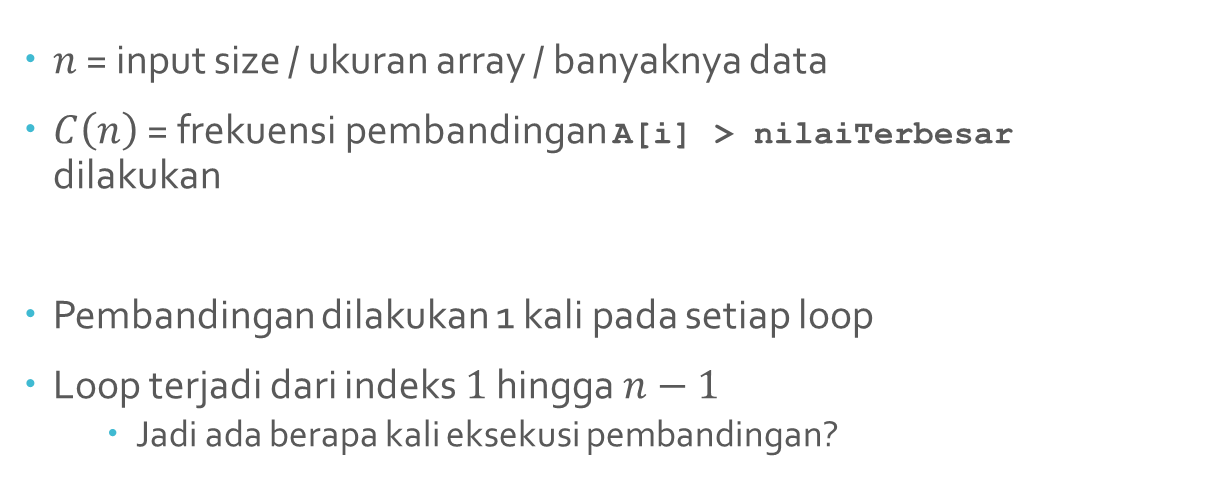 • n = input size / ukuran array / banyaknya data
• C(n) = frekuensi pembandingan A[i] > nilaiTerbesar
dilakukan
• Pembandingan dilakukan 1 kali pada setiap loop
• Loop terjadi dari indeks 1 hingga n − 1
• Jadi ada berapa kali eksekusi pembandingan?